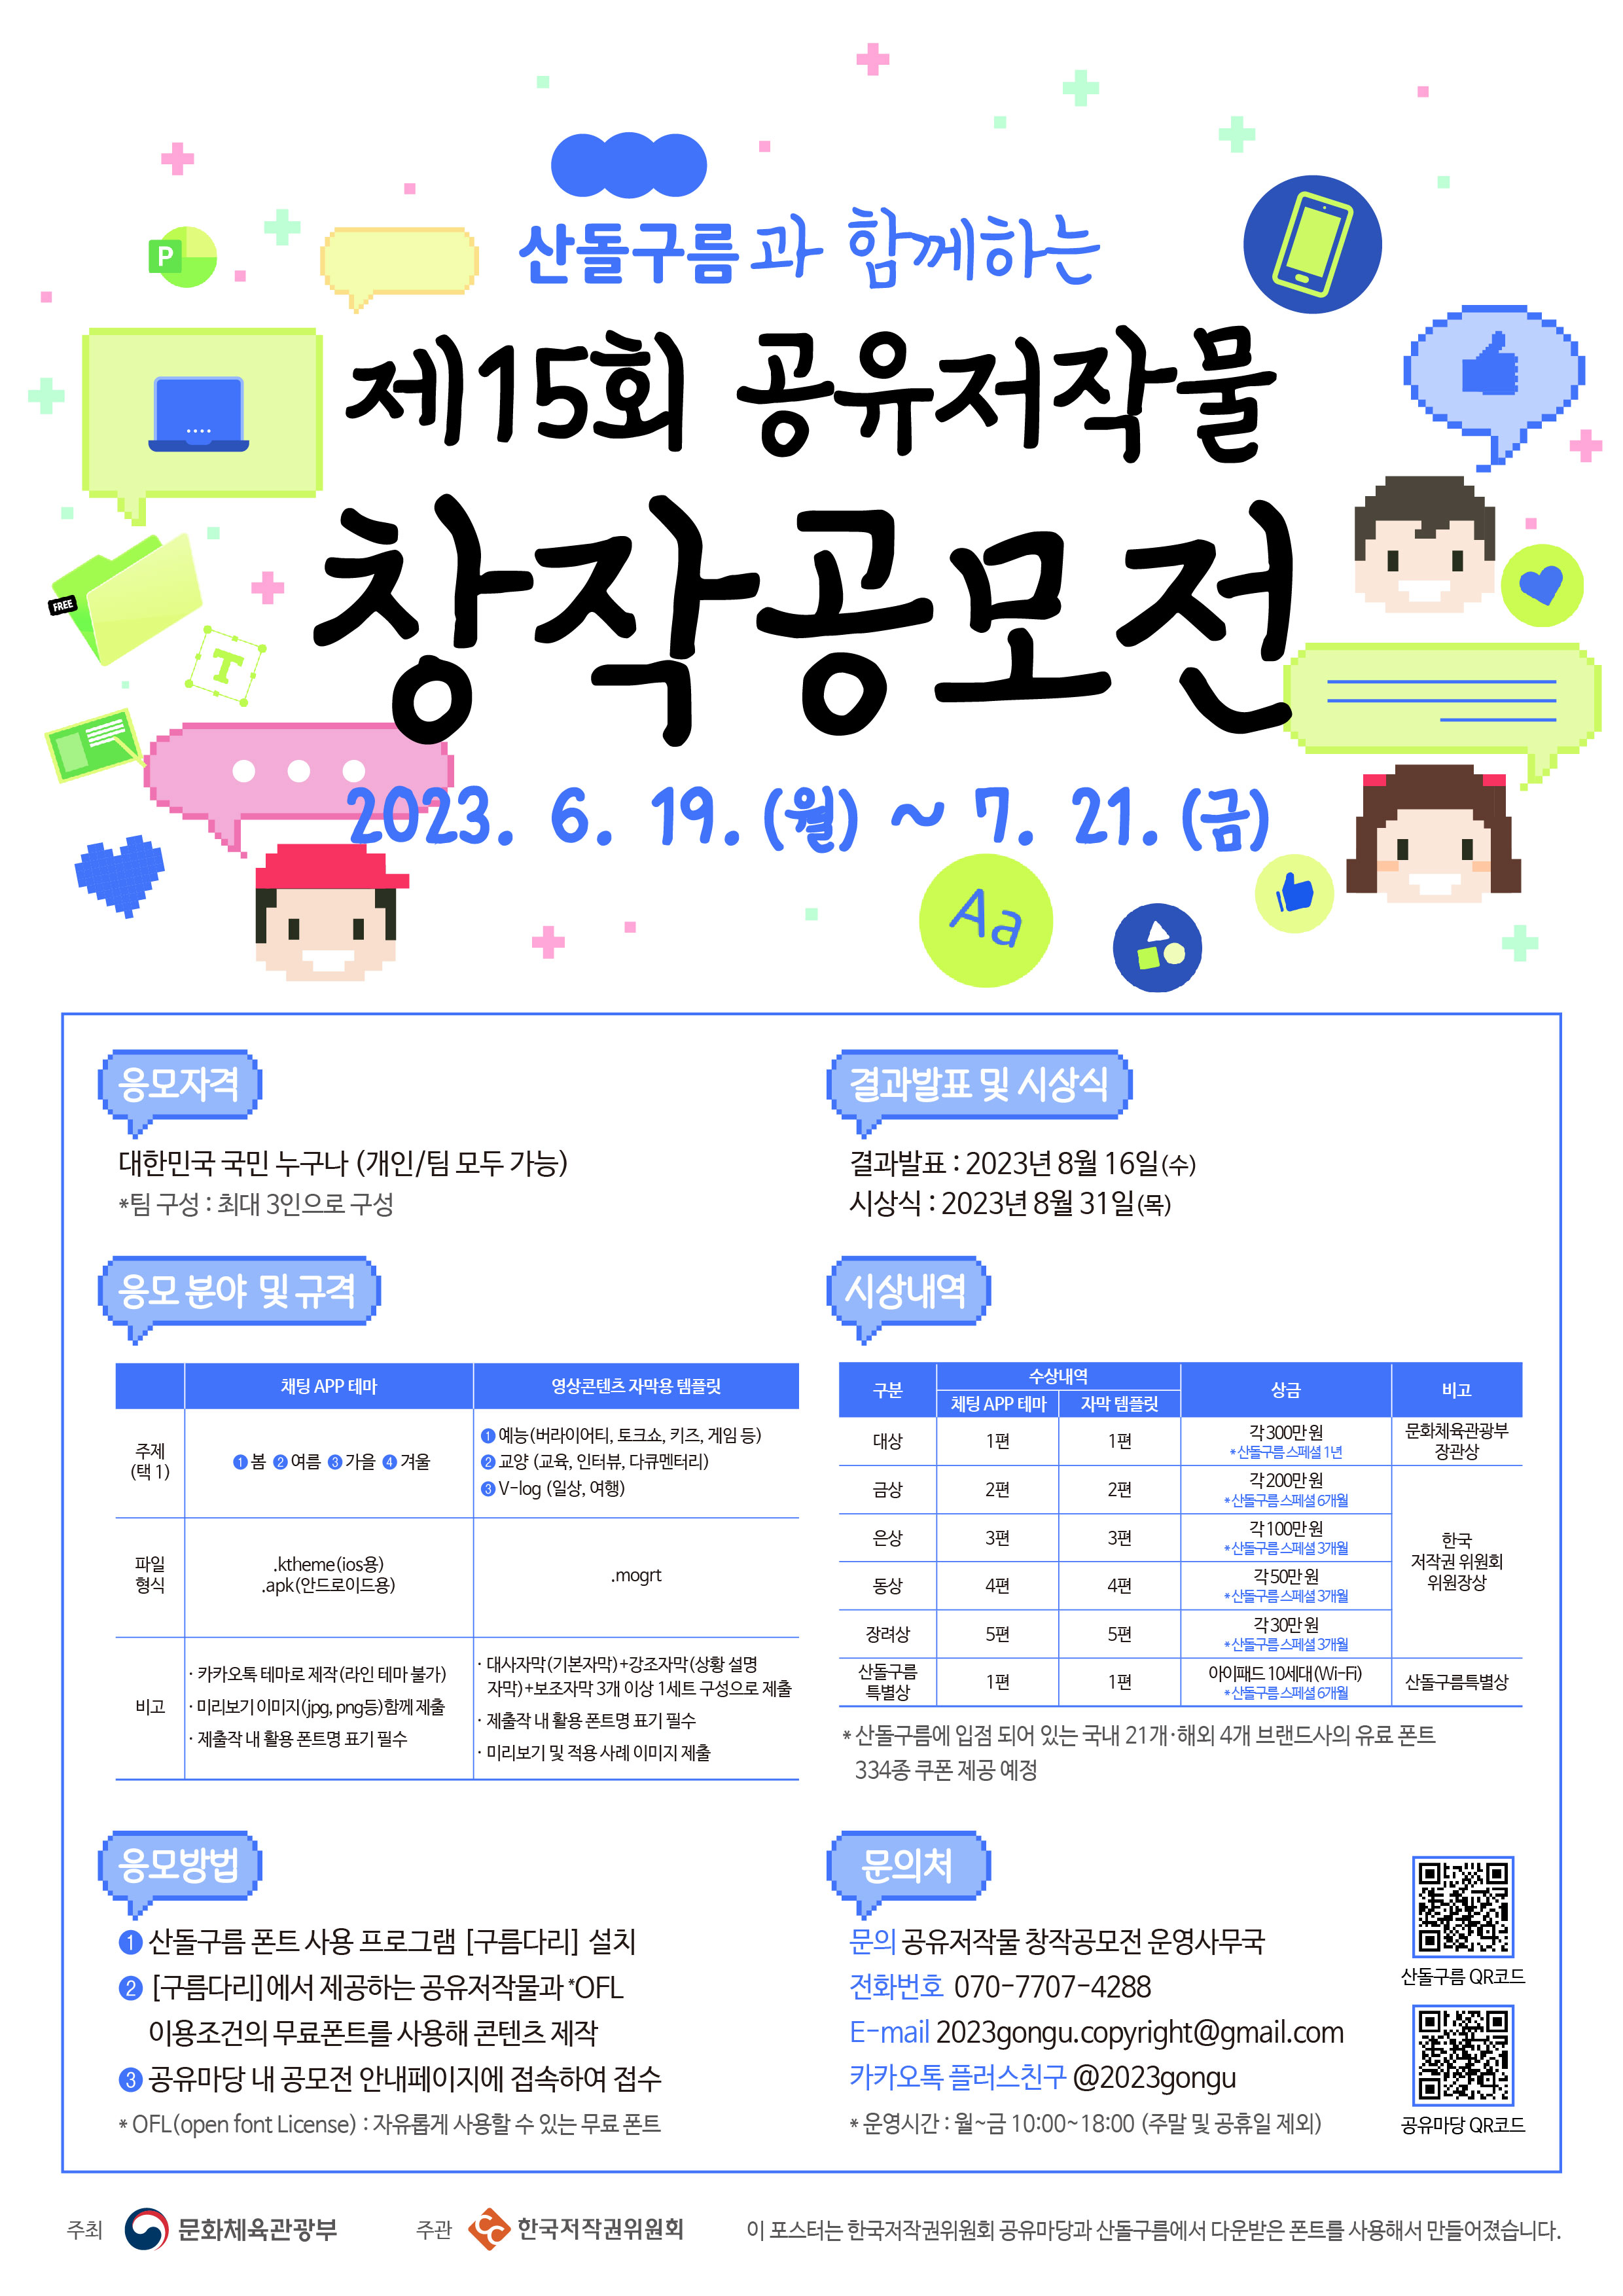 산돌구름과 함께하는
제15회 공유저작물
창작공모전
2023. 6. 19. (월) ~ 7. 21. (금)
P
FREE
T
Aa
응모자격
대한민국 국민 누구나 (개인/팀 모두 가능)
*팀 구성 : 최대 3인으로 구성
결과발표 및 시상식
결과발표 : 2023년 8월 16일(수)
시상식 : 2023년 8월 31일(목)
응모 분야 및 규격
채팅 APP 테마
영상콘텐츠 자막용 템플릿
주제
(택 1)
❶ 봄 ❷ 여름 ❸ 가을 ❹ 겨울
❶ 예능(버라이어티, 토크쇼, 키즈, 게임 등)
❷ 교양 (교육, 인터뷰, 다큐멘터리)
❸ V-log (일상, 여행)
파일
형식
.ktheme(ios용)
.apk(안드로이드용)
.mogrt
비고
· 카카오톡 테마로 제작(라인 테마 불가)
· 미리보기 이미지(jpg, png등)함께 제출
· 제출작 내 활용 폰트명 표기 필수
· 대사자막(기본자막)+강조자막(상황 설명
자막)+보조자막 3개 이상 1세트 구성으로 제출
· 제출작 내 활용 폰트명 표기 필수
· 미리보기 및 적용 사례 이미지 제출
시상내역
구분 수상내역 상금 비고
채팅 APP 테마 자막 템플릿
대상 1편 1편 각 300만 원
* 산돌구름 스페셜 1년
문화체육관광부
장관상
금상 2편 2편 각 200만 원
* 산돌구름 스페셜 6개월
은상 3편 3편 각 100만 원
* 산돌구름 스페셜 3개월
동상 4편 4편 각 50만 원
* 산돌구름 스페셜 3개월
장려상 5편 5편 각 30만 원
* 산돌구름 스페셜 3개월
한국
저작권 위원회
위원장상
산돌구름
특별상
1편 1편 아이패드 10세대(Wi-Fi)
* 산돌구름 스페셜 6개월
산돌구름특별상
* 산돌구름에 입점 되어 있는 국내 21개·해외 4개 브랜드사의 유료 폰트
334종 쿠폰 제공 예정
응모방법
❶ 산돌구름 폰트 사용 프로그램 [구름다리] 설치
❷ [구름다리]에서 제공하는 공유저작물과 *OFL
이용조건의 무료폰트를 사용해 콘텐츠 제작
❸ 공유마당 내 공모전 안내페이지에 접속하여 접수
* OFL(open font License) : 자유롭게 사용할 수 있는 무료 폰트
문의처
문의 공유저작물 창작공모전 운영사무국
전화번호 070-7707-4288
E-mail 2023gongu.copyright@gmail.com
카카오톡 플러스친구 @2023gongu
* 운영시간 : 월~금 10:00~18:00 (주말 및 공휴일 제외)
산돌구름 QR코드
공유마당 QR코드
주최 문화체육관광부
주관 한국저작권위원회
이 포스터는 한국저작권위원회 공유마당과 산돌구름에서 다운받은 폰트를 사용해서 만들어졌습니다.